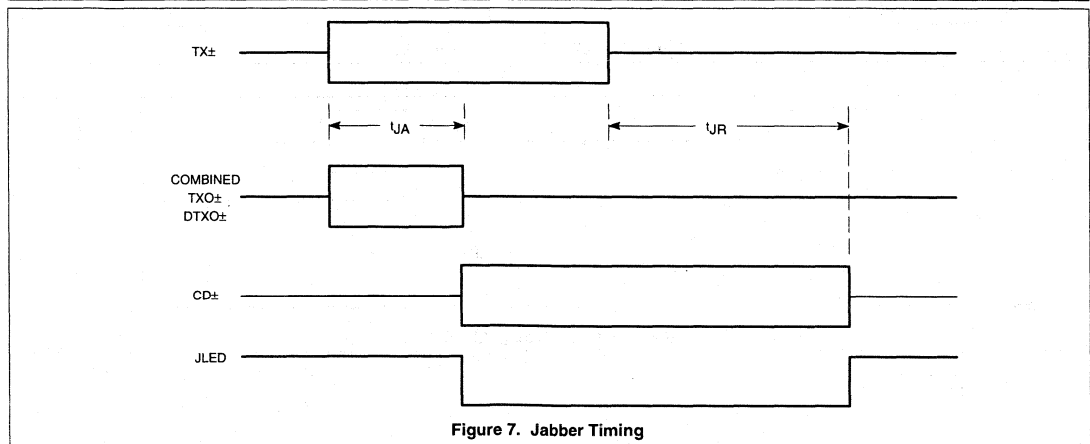 TX±
tJA
tJR
COMBINED
TXO±
DTXO±
CD±
JLED
Figure 7. Jabber Timing